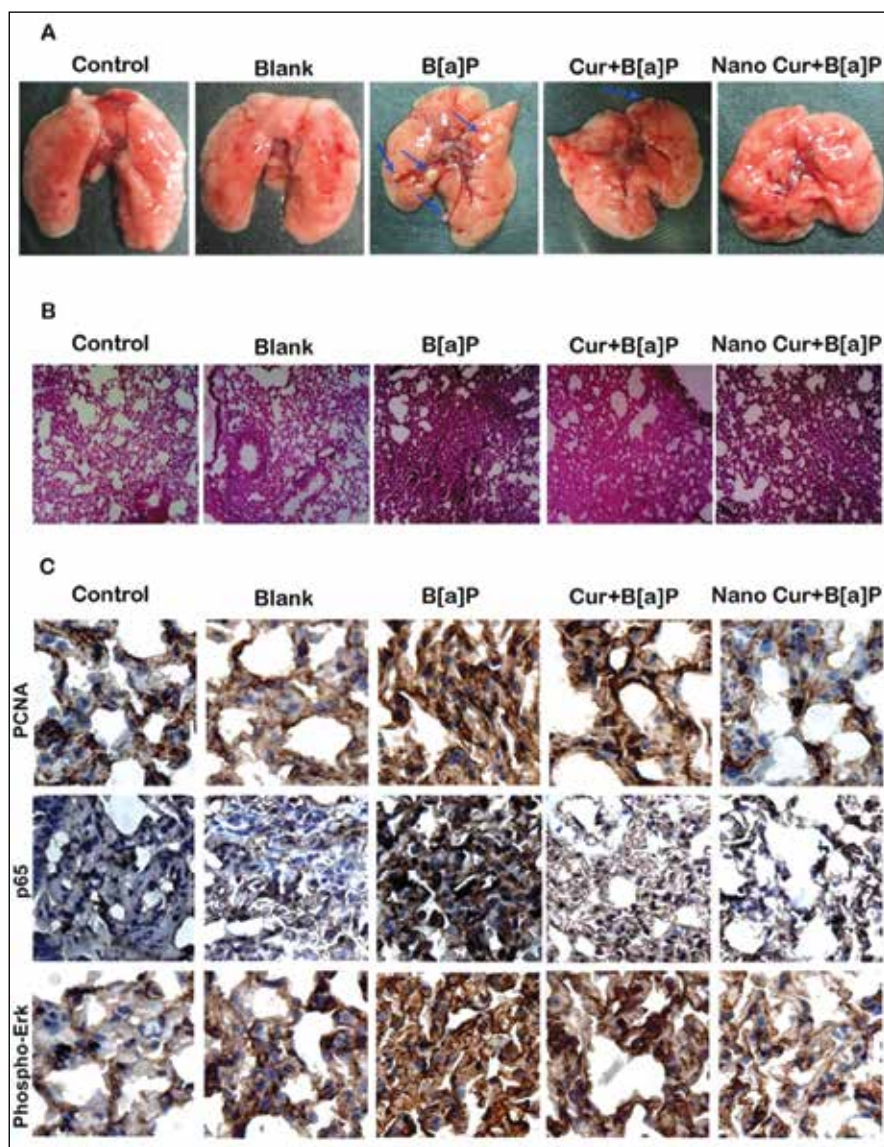 A
Control Blank B[a]P Cur+B[a]P Nano Cur+B[a]P
B
Control Blank B[a]P Cur+B[a]P Nano Cur+B[a]P
C
Control Blank B[a]P Cur+B[a]P Nano Cur+B[a]P
PCNA
p65
Phospho-Erk